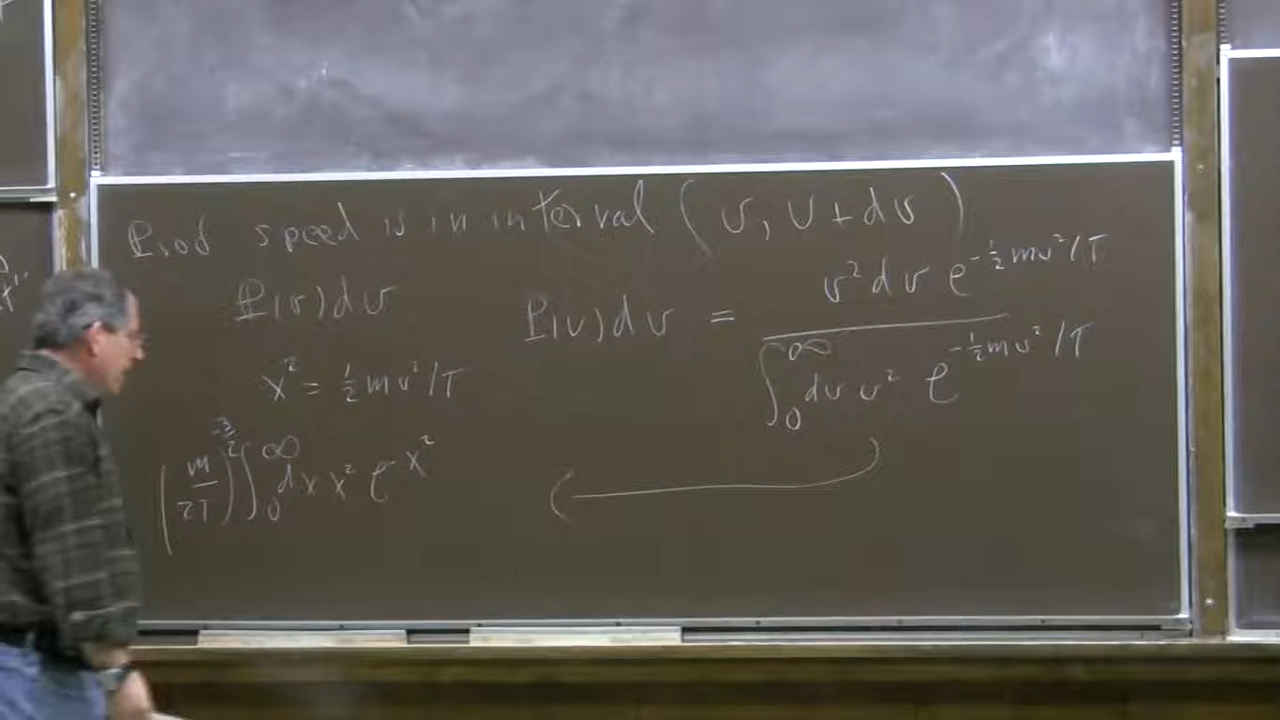 Prob speed is in interval (v, v + dv)
P(v)dv
P(v)dv = v² dv e^{-½mv²/T} / ∫₀^∞ dv v² e^{-½mv²/T}
x² = ½mv²/T
(m/2T)^{-3/2} ∫₀^∞ dx x² e^{-x²}